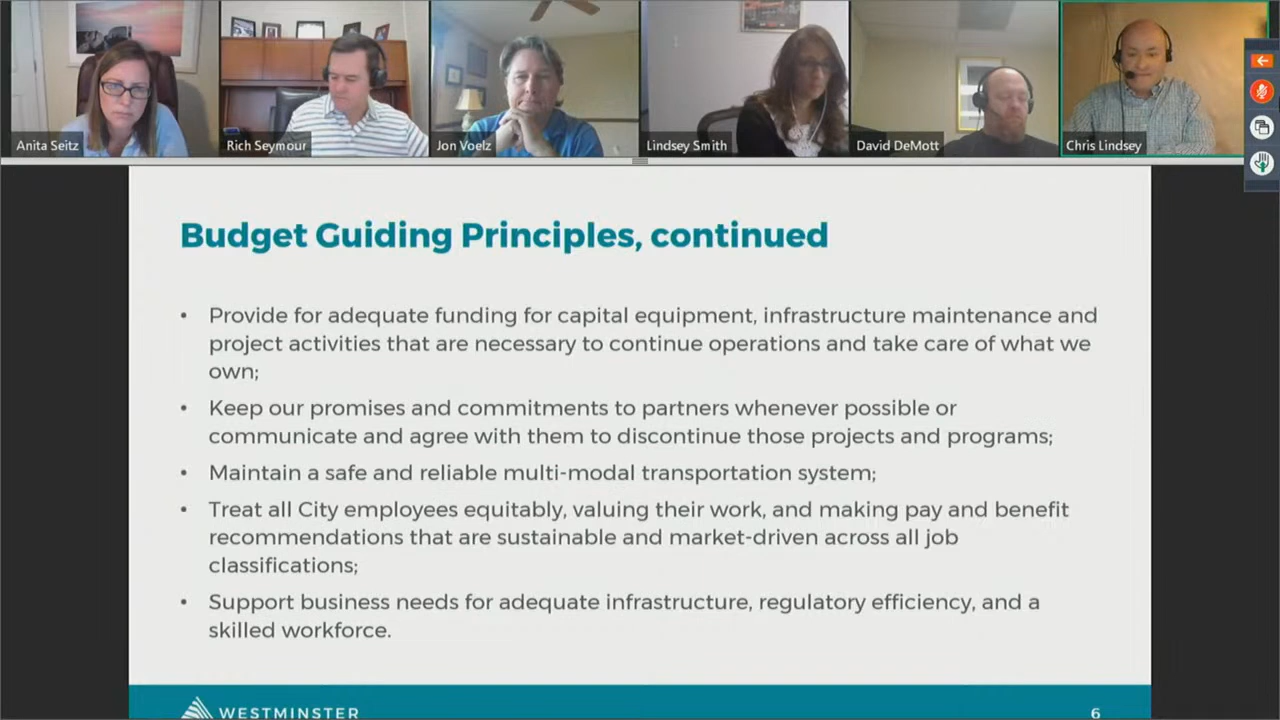 Anita Seitz
Rich Seymour
Jon Voelz
Lindsey Smith
David DeMott
Chris Lindsey
Budget Guiding Principles, continued
• Provide for adequate funding for capital equipment, infrastructure maintenance and
project activities that are necessary to continue operations and take care of what we
own;
• Keep our promises and commitments to partners whenever possible or
communicate and agree with them to discontinue those projects and programs;
• Maintain a safe and reliable multi-modal transportation system;
• Treat all City employees equitably, valuing their work, and making pay and benefit
recommendations that are sustainable and market-driven across all job
classifications;
• Support business needs for adequate infrastructure, regulatory efficiency, and a
skilled workforce.
WESTMINSTER
6